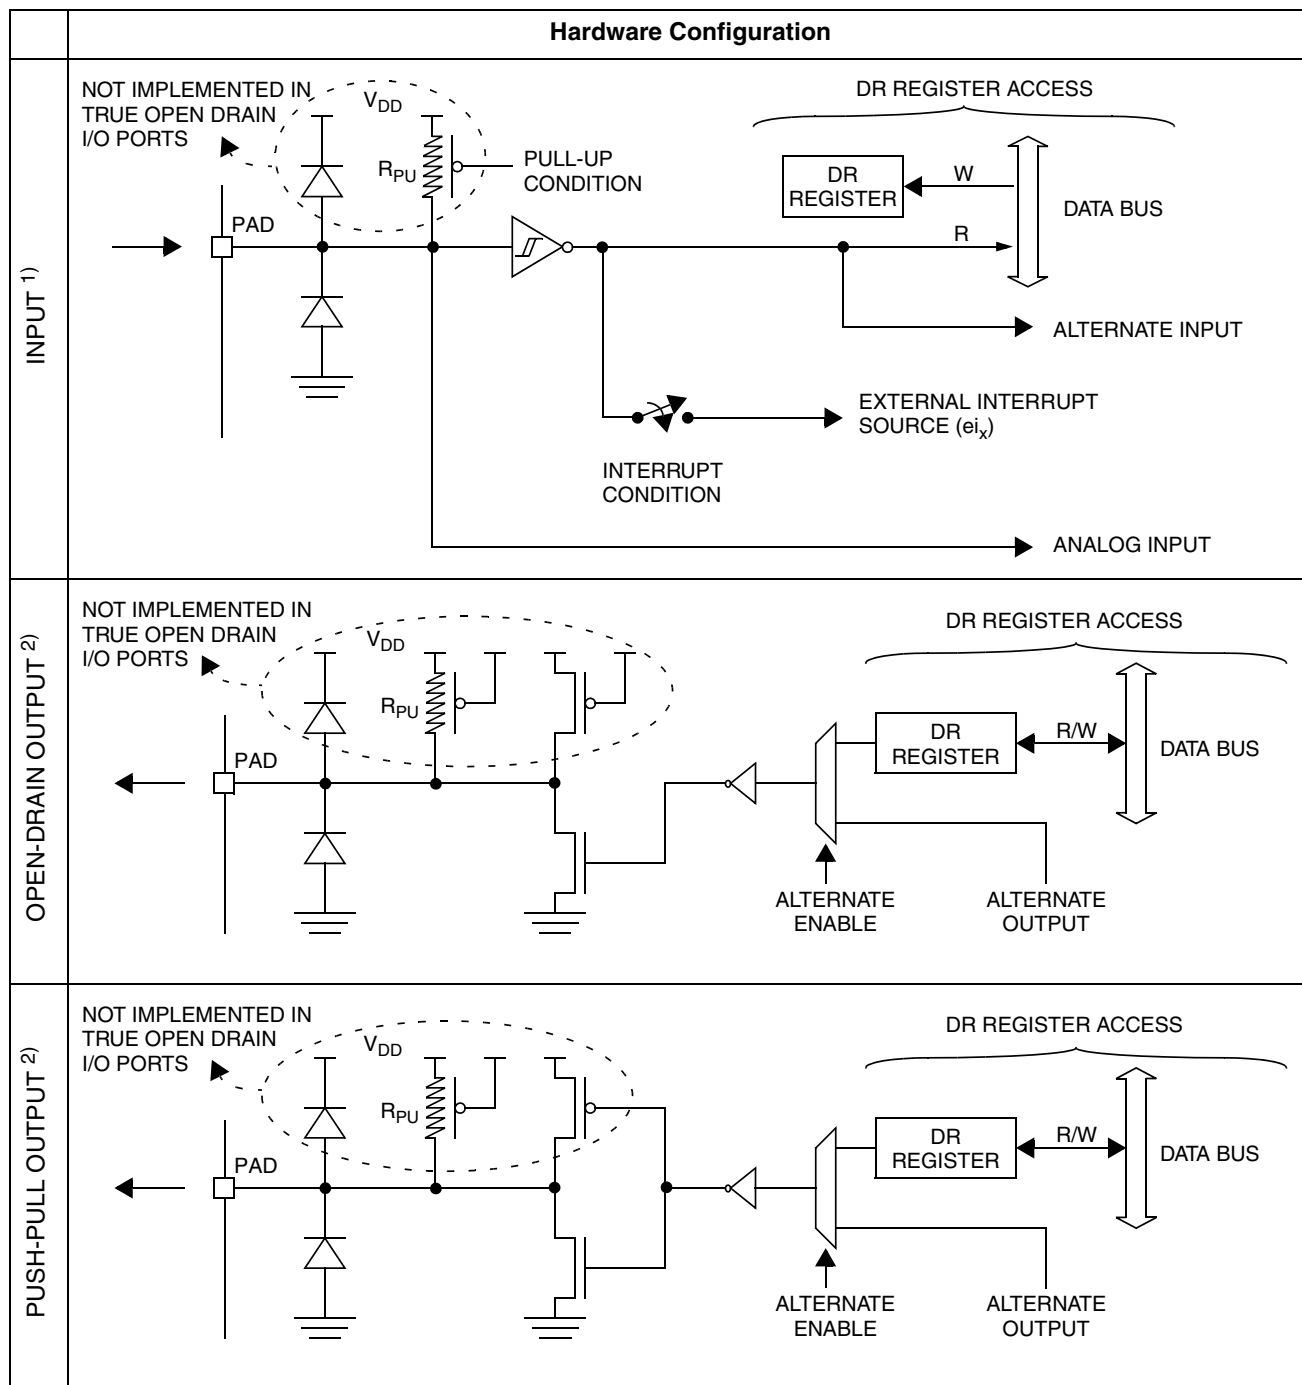 Hardware Configuration
INPUT 1)
NOT IMPLEMENTED IN
TRUE OPEN DRAIN
I/O PORTS
VDD
RPU
PULL-UP
CONDITION
PAD
DR REGISTER ACCESS
DR
REGISTER
W
R
DATA BUS
ALTERNATE INPUT
EXTERNAL INTERRUPT
SOURCE (eix)
INTERRUPT
CONDITION
ANALOG INPUT
OPEN-DRAIN OUTPUT 2)
NOT IMPLEMENTED IN
TRUE OPEN DRAIN
I/O PORTS
VDD
RPU
PAD
DR REGISTER ACCESS
DR
REGISTER
R/W
DATA BUS
ALTERNATE
ENABLE
ALTERNATE
OUTPUT
PUSH-PULL OUTPUT 2)
NOT IMPLEMENTED IN
TRUE OPEN DRAIN
I/O PORTS
VDD
RPU
PAD
DR REGISTER ACCESS
DR
REGISTER
R/W
DATA BUS
ALTERNATE
ENABLE
ALTERNATE
OUTPUT